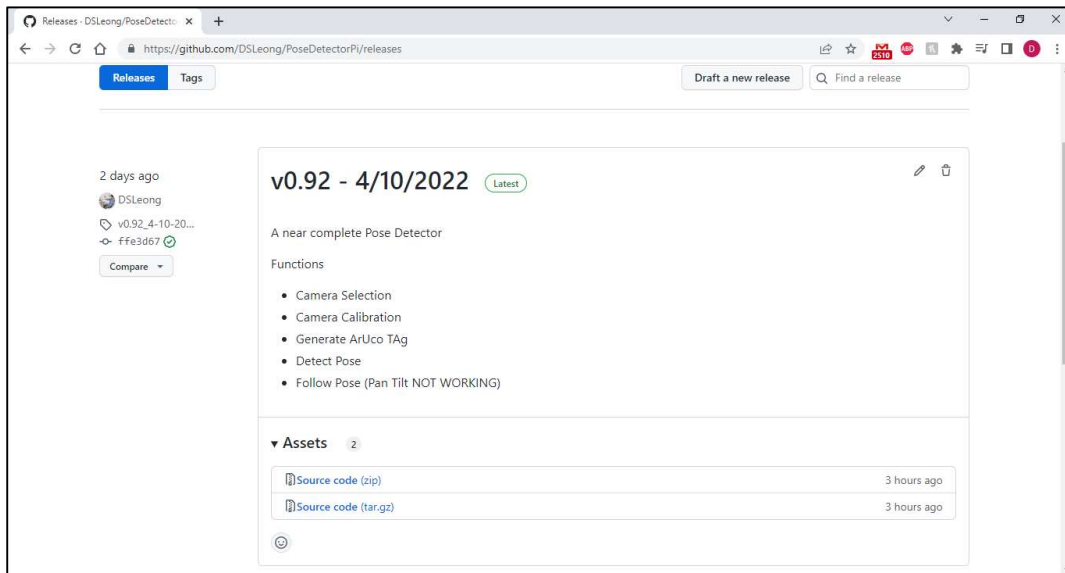 Releases · DSLeong/PoseDetecto
https://github.com/DSLeong/PoseDetectorPi/releases
2510
ABP
D
Releases Tags
Draft a new release
Find a release
2 days ago
DSLeong
v0.92_4-10-20...
ffe3d67
Compare
v0.92 - 4/10/2022 Latest
A near complete Pose Detector
Functions
• Camera Selection
• Camera Calibration
• Generate ArUco TAg
• Detect Pose
• Follow Pose (Pan Tilt NOT WORKING)
Assets 2
Source code (zip) 3 hours ago
Source code (tar.gz) 3 hours ago